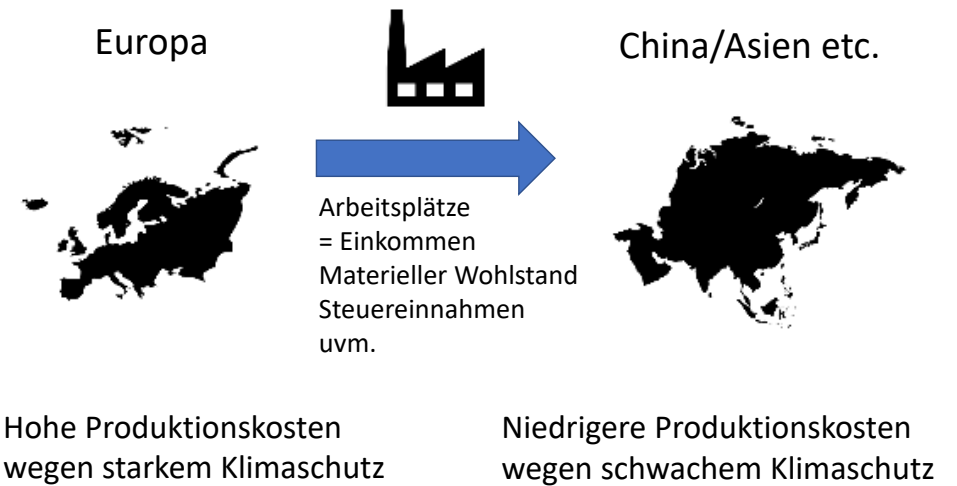 Europa
China/Asien etc.
Arbeitsplätze
= Einkommen
Materieller Wohlstand
Steuereinnahmen
uvm.
Hohe Produktionskosten
wegen starkem Klimaschutz
Niedrigere Produktionskosten
wegen schwachem Klimaschutz